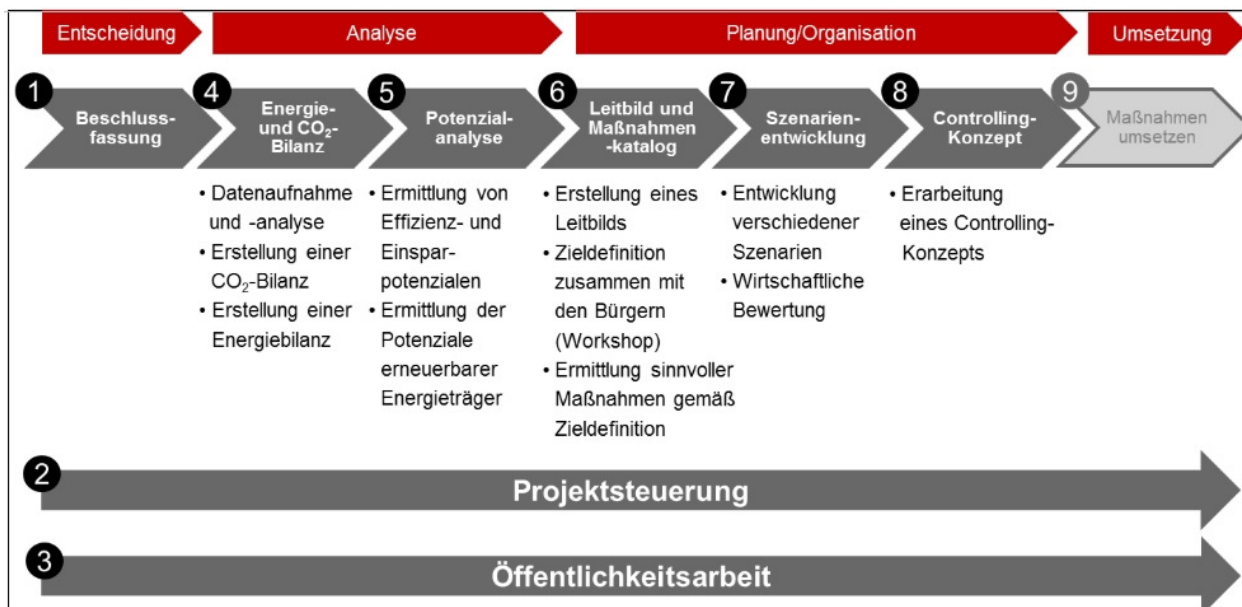 Entscheidung
Analyse
Planung/Organisation
Umsetzung
1
Beschluss-
fassung
4
Energie-
und CO₂-
Bilanz
5
Potenzial-
analyse
6
Leitbild und
Maßnahmen
-katalog
7
Szenarien-
entwicklung
8
Controlling-
Konzept
9
Maßnahmen
umsetzen
• Datenaufnahme
und -analyse
• Erstellung einer
CO₂-Bilanz
• Erstellung einer
Energiebilanz
• Ermittlung von
Effizienz- und
Einspar-
potenzialen
• Ermittlung der
Potenziale
erneuerbarer
Energieträger
• Erstellung eines
Leitbilds
• Zieldefinition
zusammen mit
den Bürgern
(Workshop)
• Ermittlung sinnvoller
Maßnahmen gemäß
Zieldefinition
• Entwicklung
verschiedener
Szenarien
• Wirtschaftliche
Bewertung
• Erarbeitung
eines Controlling-
Konzepts
2
Projektsteuerung
3
Öffentlichkeitsarbeit